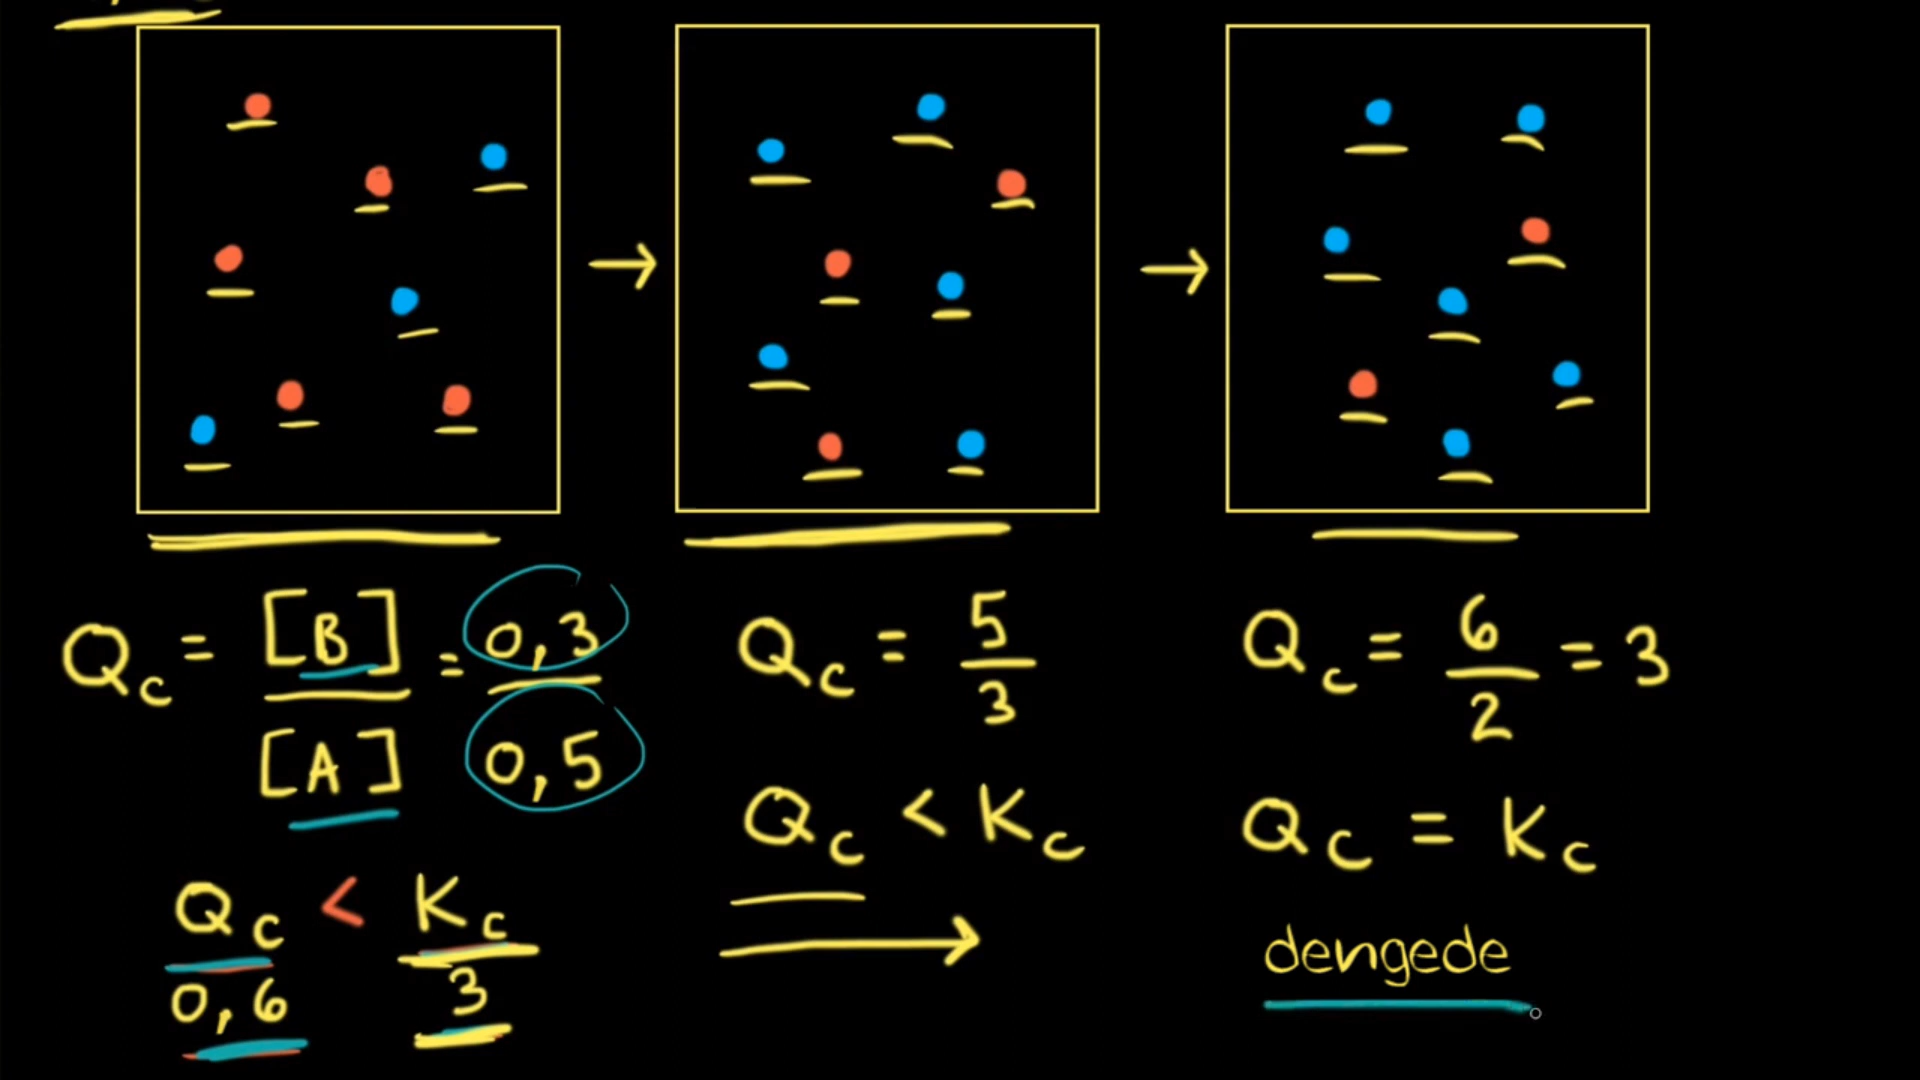 Qc = [B] / [A] = 0,3 / 0,5
Qc < Kc
0,6 3
Qc = 5 / 3
Qc < Kc
Qc = 6 / 2 = 3
Qc = Kc
dengede